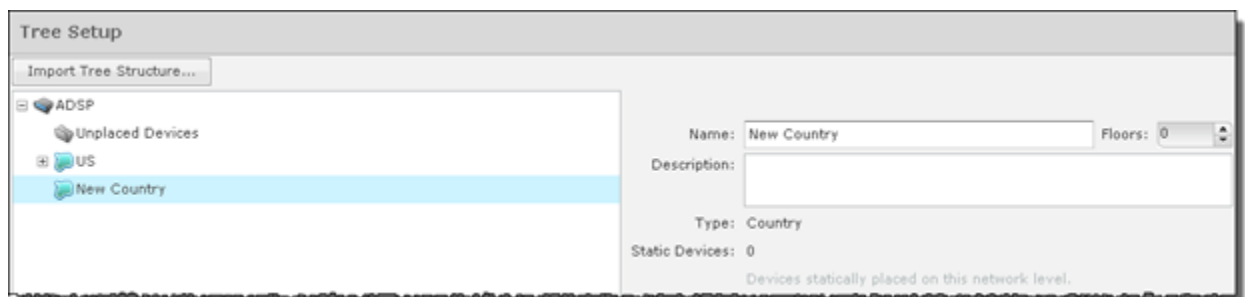 Tree Setup
Import Tree Structure...
ADSP
Unplaced Devices
US
New Country
Name: New Country Floors: 0
Description:
Type: Country
Static Devices: 0
Devices statically placed on this network level.